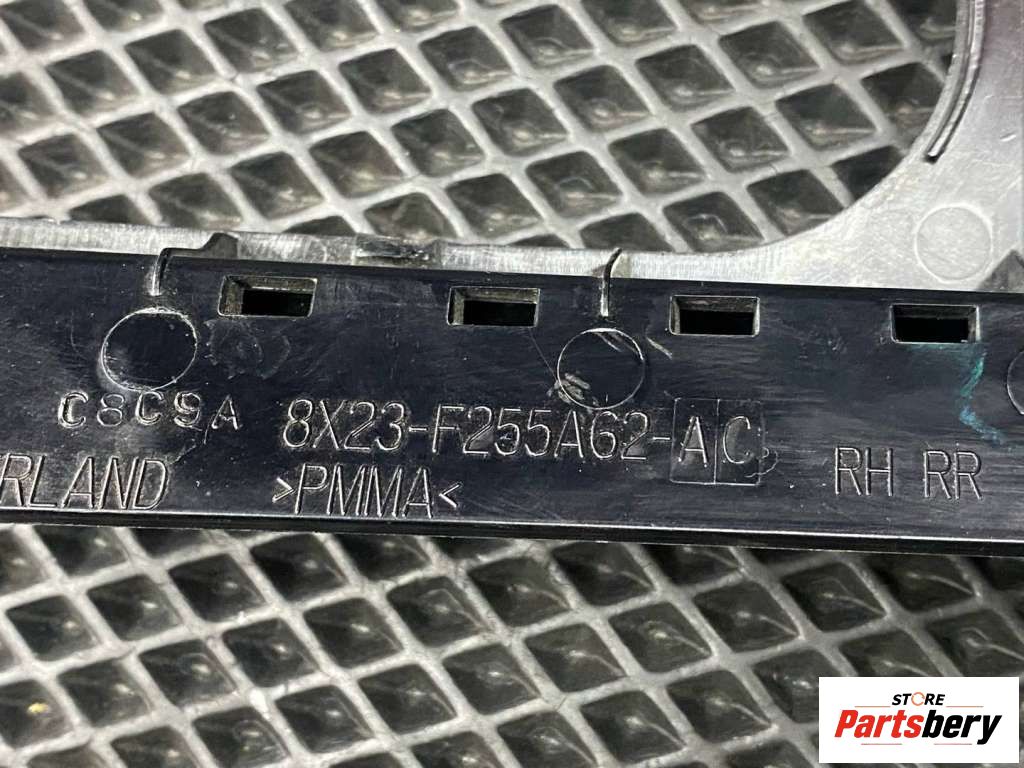 C8C9A 8X23-F255A62-AC
RLAND >PMMA< RH RR
STORE
Partsbery